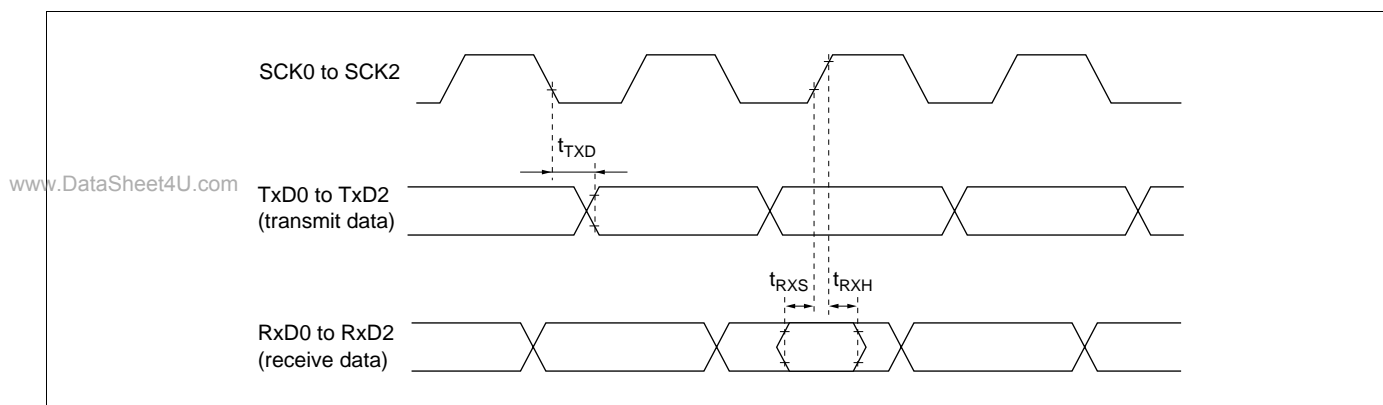 SCK0 to SCK2
tTXD
www.DataSheet4U.com
TxD0 to TxD2
(transmit data)
tRXS
tRXH
RxD0 to RxD2
(receive data)